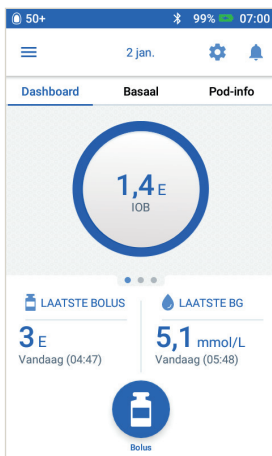 50+ 99% 07:00
2 jan.
Dashboard Basaal Pod-info
1,4 E
IOB
LAATSTE BOLUS LAATSTE BG
3 E 5,1 mmol/L
Vandaag (04:47) Vandaag (05:48)
Bolus